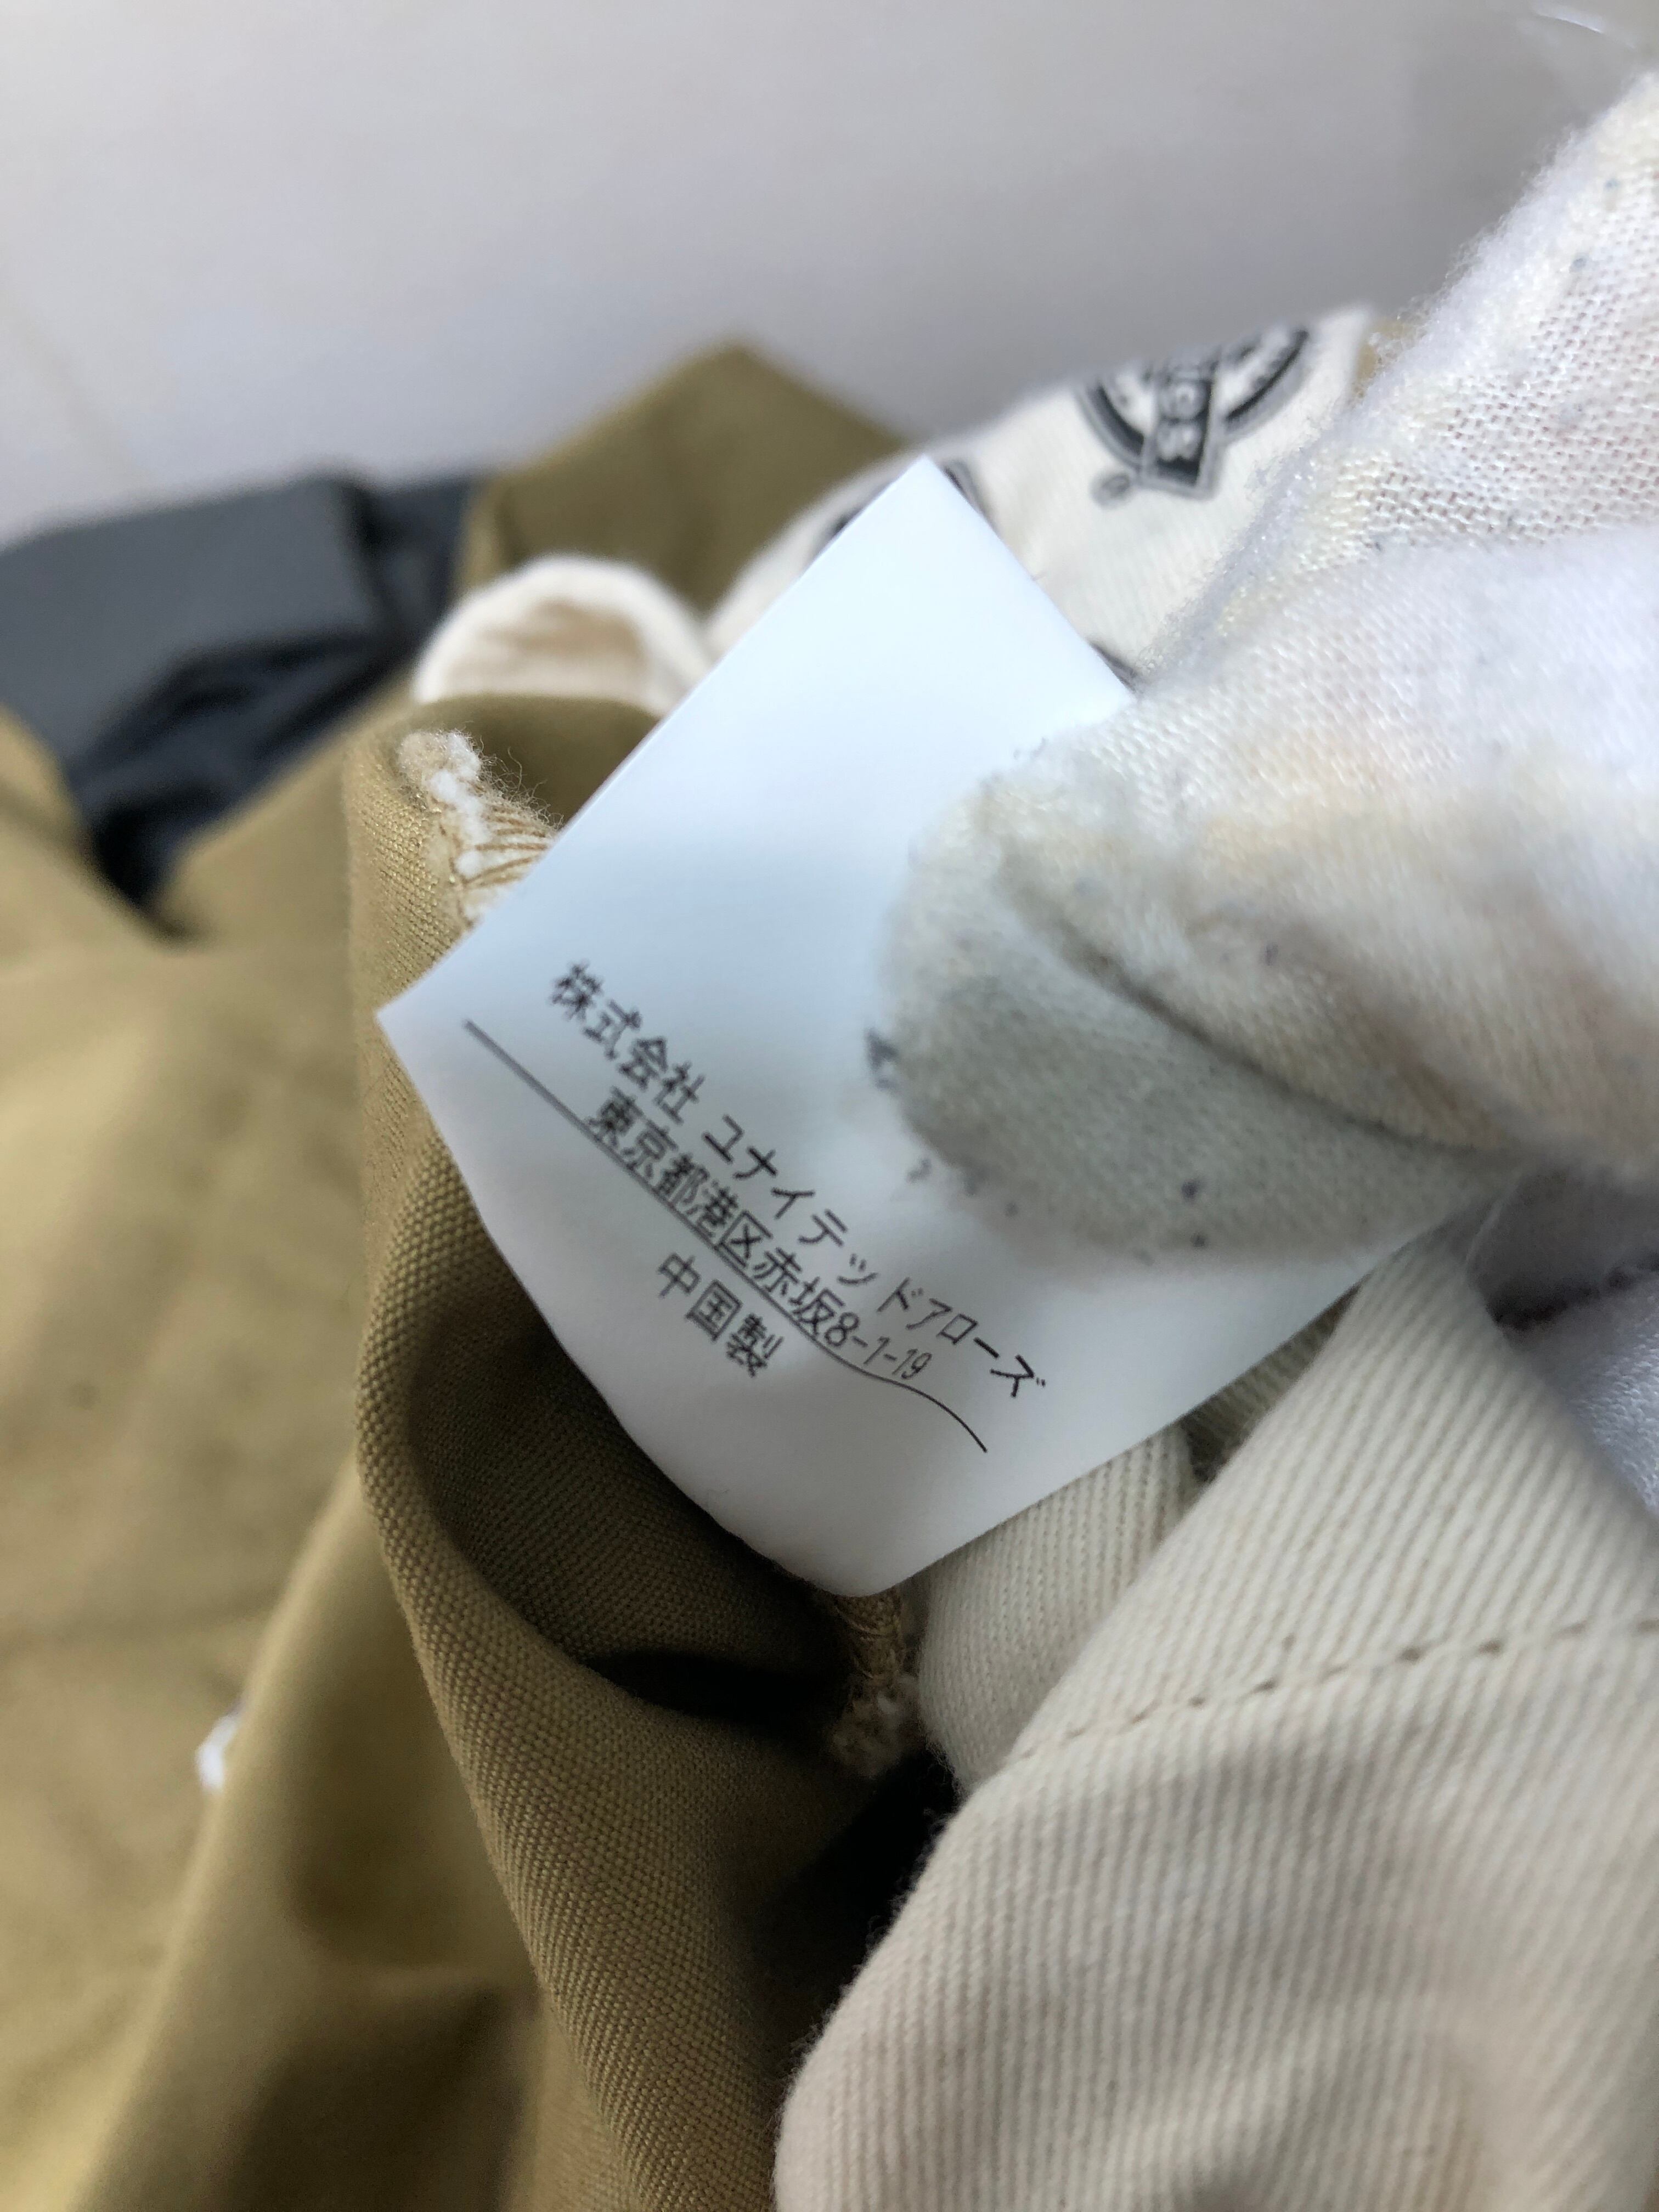 株式会社 ユナイテッドアローズ
東京都港区赤坂8-1-19
中国製